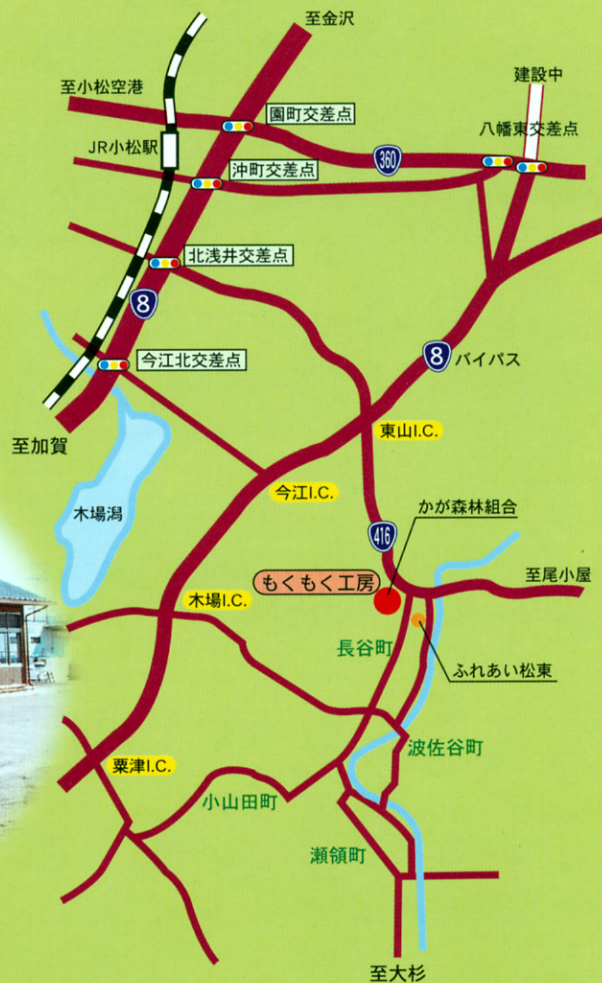 至金沢
至小松空港
建設中
園町交差点
八幡東交差点
JR小松駅
360
沖町交差点
北浅井交差点
8
8
バイパス
今江北交差点
東山I.C.
至加賀
今江I.C.
木場潟
かが森林組合
416
至尾小屋
もくもく工房
木場I.C.
長谷町
ふれあい松東
波佐谷町
粟津I.C.
小山田町
瀬領町
至大杉